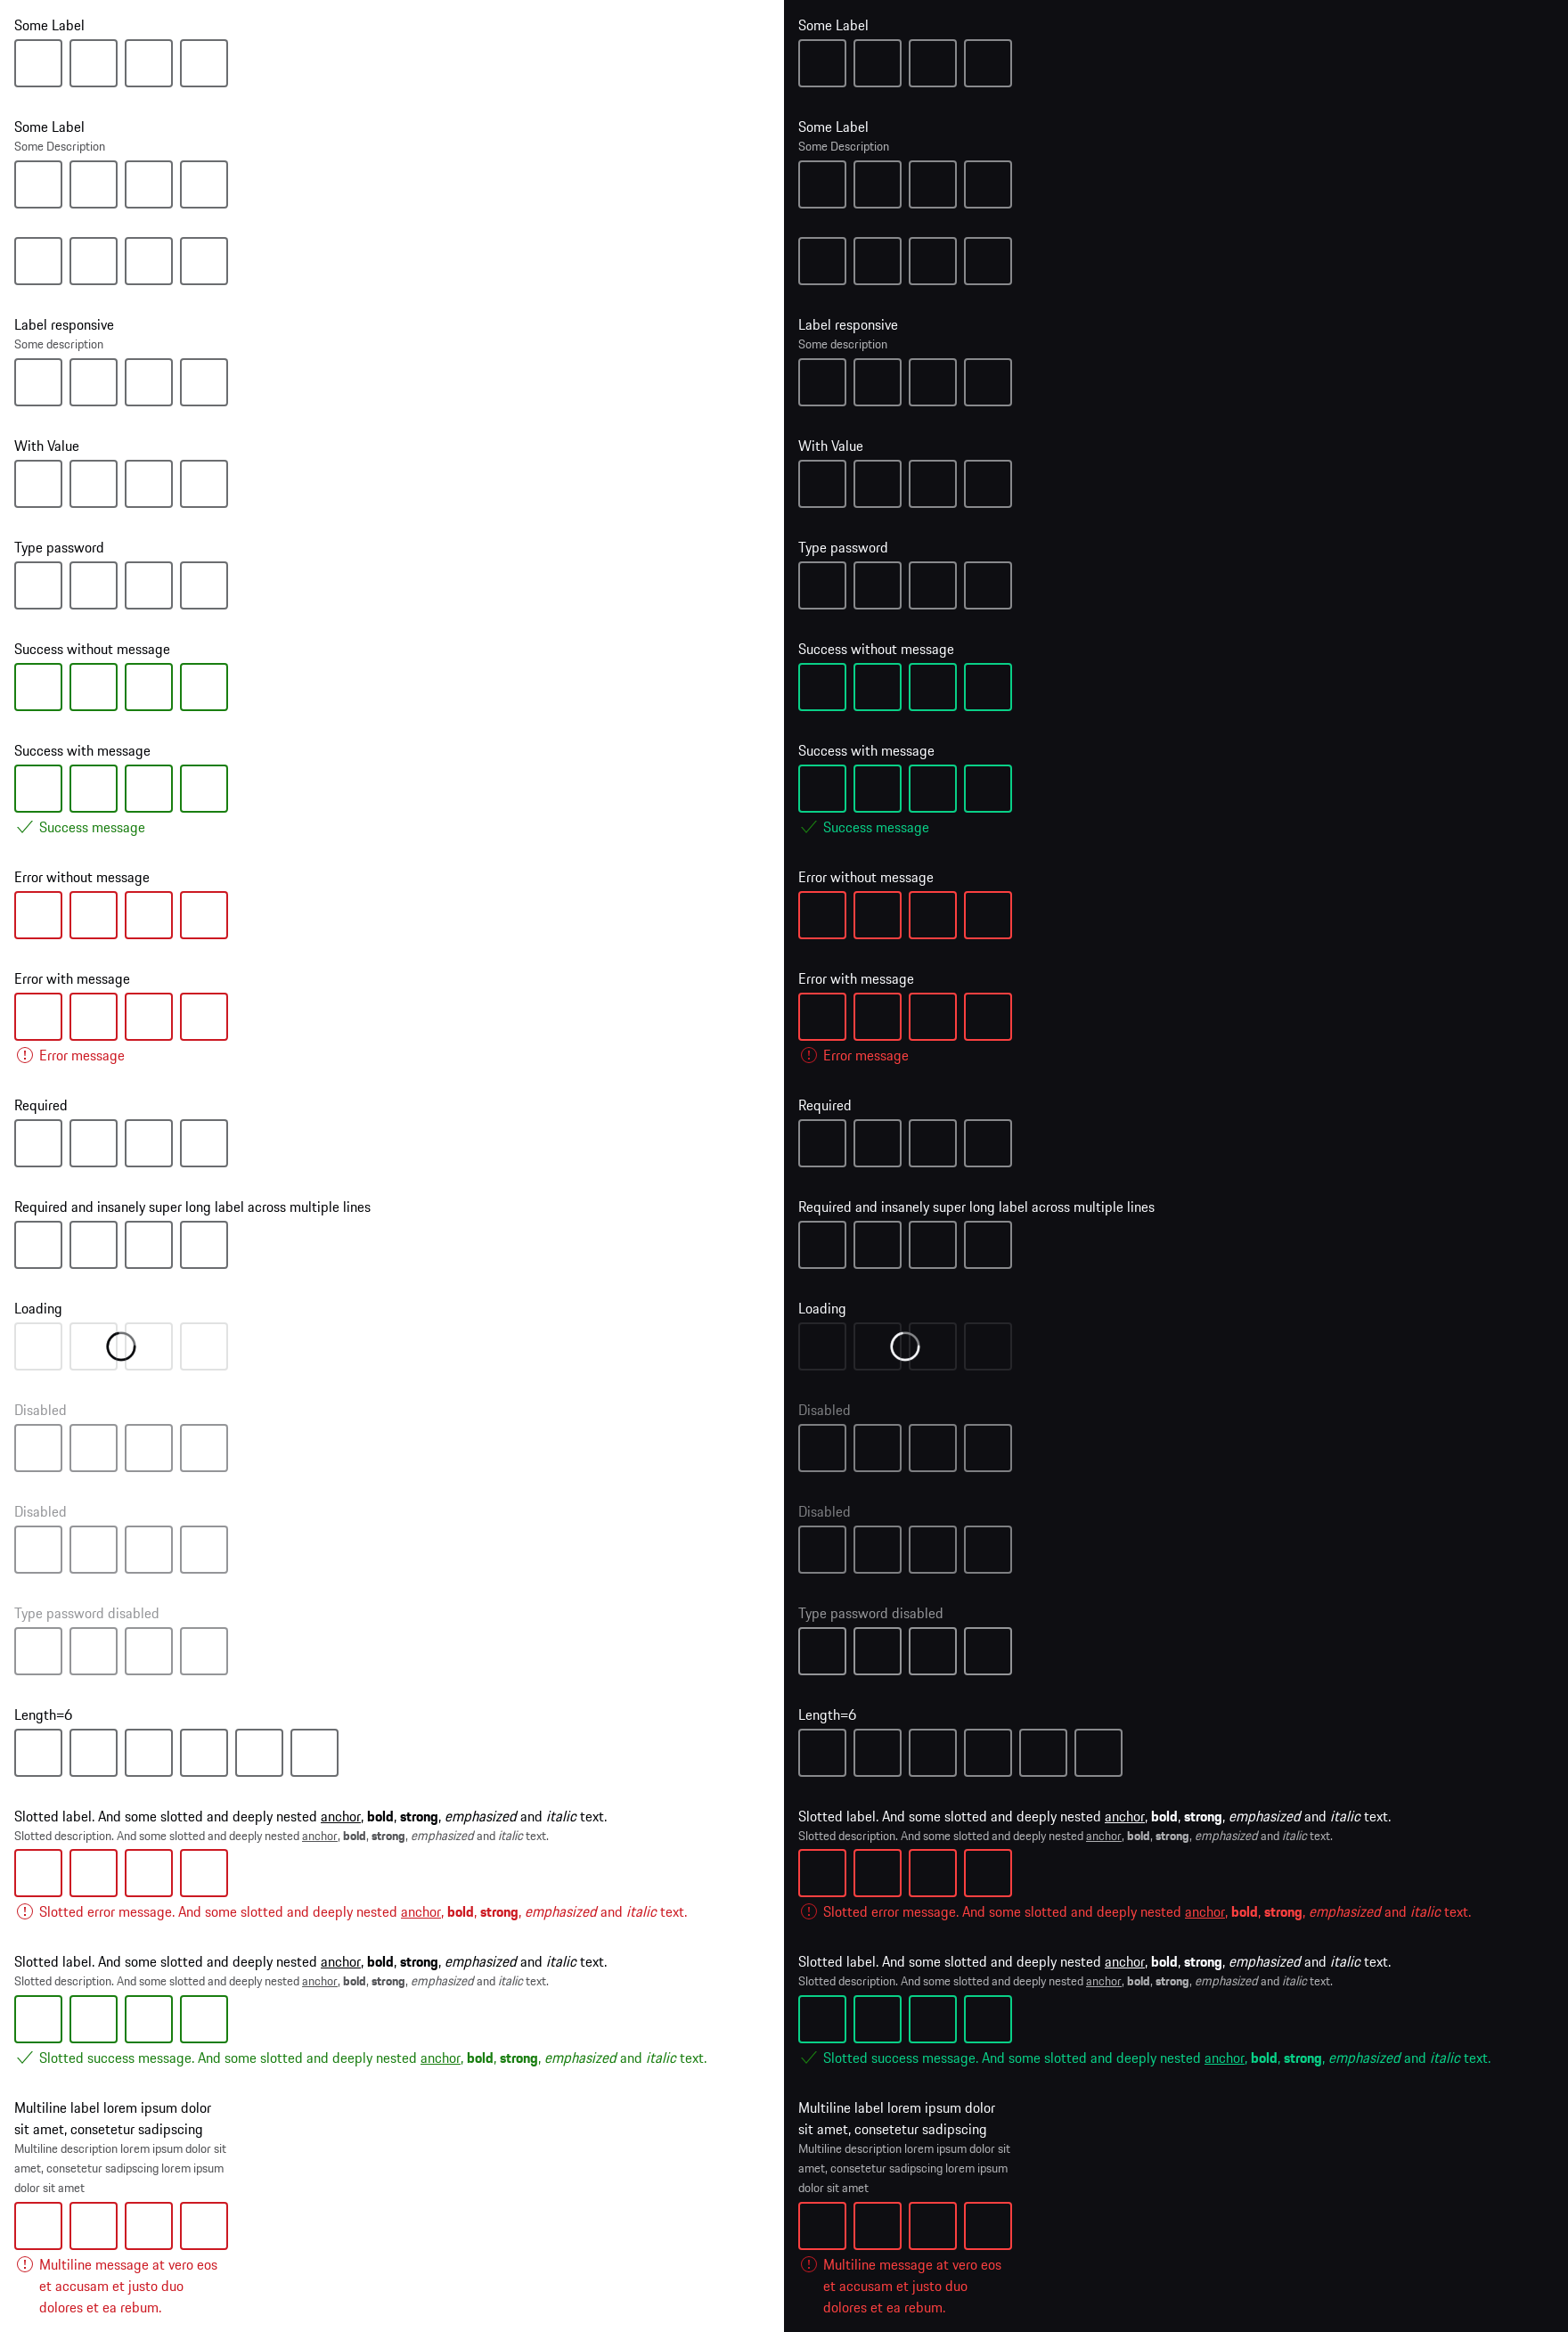 Some Label
Some Label
Some Description
Label responsive
Some description
With Value
Type password
Success without message
Success with message
Success message
Error without message
Error with message
Error message
Required
Required and insanely super long label across multiple lines
Loading
Disabled
Disabled
Type password disabled
Length=6
Slotted label. And some slotted and deeply nested anchor, bold, strong, emphasized and italic text.
Slotted description. And some slotted and deeply nested anchor, bold, strong, emphasized and italic text.
Slotted error message. And some slotted and deeply nested anchor, bold, strong, emphasized and italic text.
Slotted label. And some slotted and deeply nested anchor, bold, strong, emphasized and italic text.
Slotted description. And some slotted and deeply nested anchor, bold, strong, emphasized and italic text.
Slotted success message. And some slotted and deeply nested anchor, bold, strong, emphasized and italic text.
Multiline label lorem ipsum dolor
sit amet, consetetur sadipscing
Multiline description lorem ipsum dolor sit
amet, consetetur sadipscing lorem ipsum
dolor sit amet
Multiline message at vero eos
et accusam et justo duo
dolores et ea rebum.
Some Label
Some Label
Some Description
Label responsive
Some description
With Value
Type password
Success without message
Success with message
Success message
Error without message
Error with message
Error message
Required
Required and insanely super long label across multiple lines
Loading
Disabled
Disabled
Type password disabled
Length=6
Slotted label. And some slotted and deeply nested anchor, bold, strong, emphasized and italic text.
Slotted description. And some slotted and deeply nested anchor, bold, strong, emphasized and italic text.
Slotted error message. And some slotted and deeply nested anchor, bold, strong, emphasized and italic text.
Slotted label. And some slotted and deeply nested anchor, bold, strong, emphasized and italic text.
Slotted description. And some slotted and deeply nested anchor, bold, strong, emphasized and italic text.
Slotted success message. And some slotted and deeply nested anchor, bold, strong, emphasized and italic text.
Multiline label lorem ipsum dolor
sit amet, consetetur sadipscing
Multiline description lorem ipsum dolor sit
amet, consetetur sadipscing lorem ipsum
dolor sit amet
Multiline message at vero eos
et accusam et justo duo
dolores et ea rebum.